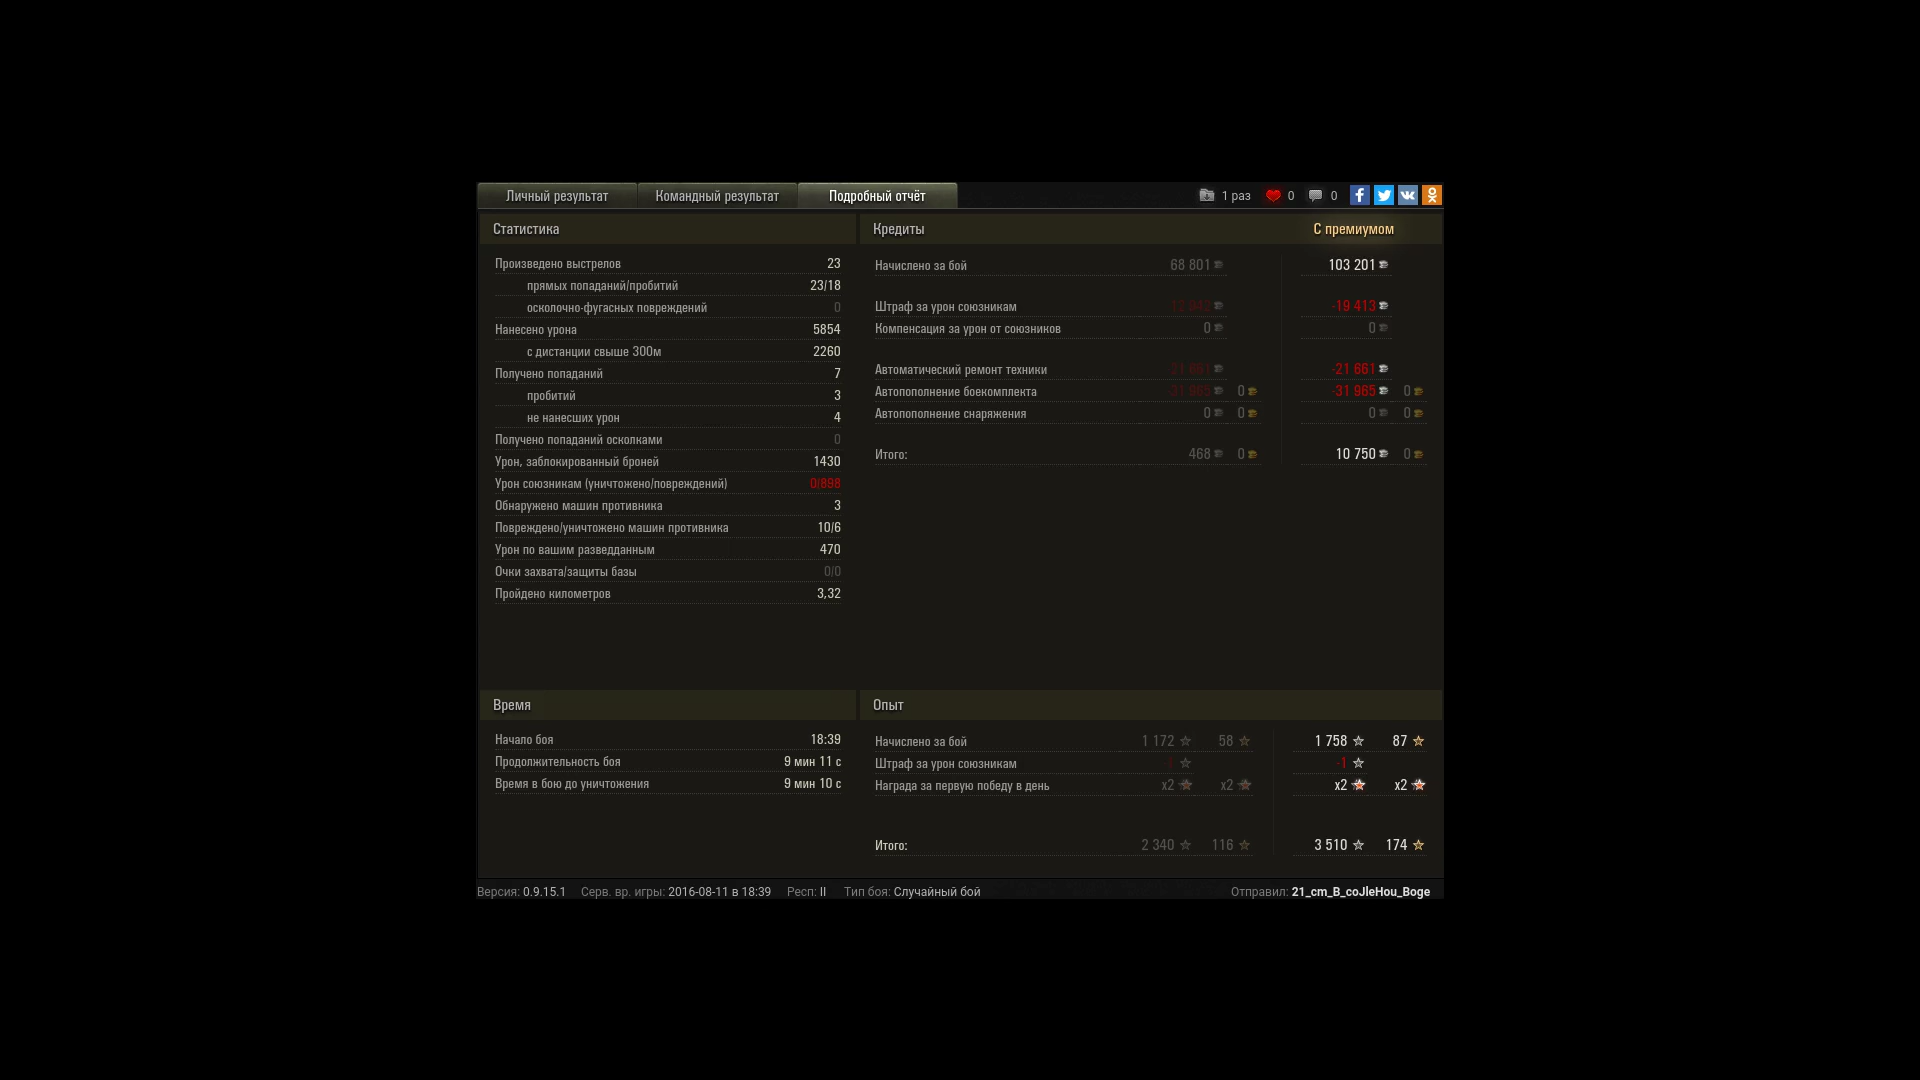 Личный результат Командный результат Подробный отчёт 1 раз 0 0
Статистика
Произведено выстрелов 23
прямых попаданий/пробитий 23/18
осколочно-фугасных повреждений 0
Нанесено урона 5854
с дистанции свыше 300м 2260
Получено попаданий 7
пробитий 3
не нанесших урон 4
Получено попаданий осколками 0
Урон, заблокированный броней 1430
Урон союзникам (уничтожено/повреждений) 0/898
Обнаружено машин противника 3
Повреждено/уничтожено машин противника 10/6
Урон по вашим разведданным 470
Очки захвата/защиты базы 0/0
Пройдено километров 3,32
Кредиты С премиумом
Начислено за бой 68 801 103 201
Штраф за урон союзникам -19 413
Компенсация за урон от союзников 0 0
Автоматический ремонт техники -21 661 -21 661
Автопополнение боекомплекта -31 965 0 -31 965 0
Автопополнение снаряжения 0 0 0 0
Итого: 468 0 10 750 0
Время
Начало боя 18:39
Продолжительность боя 9 мин 11 с
Время в бою до уничтожения 9 мин 10 с
Опыт
Начислено за бой 1 172 58 1 758 87
Штраф за урон союзникам -1
Награда за первую победу в день x2 x2 x2 x2
Итого: 2 340 116 3 510 174
Версия: 0.9.15.1 Серв. вр. игры: 2016-08-11 в 18:39 Респ: II Тип боя: Случайный бой Отправил: 21_cm_B_coJleHou_Boge